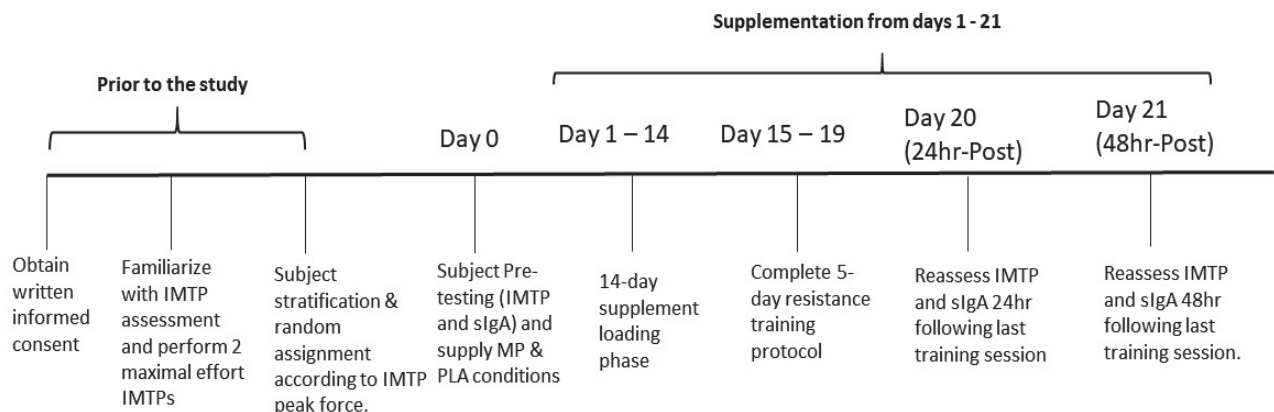 Supplementation from days 1 - 21
Prior to the study
Day 0
Day 1 – 14
Day 15 – 19
Day 20
(24hr-Post)
Day 21
(48hr-Post)
Obtain
written
informed
consent
Familiarize
with IMTP
assessment
and perform 2
maximal effort
IMTPs
Subject
stratification &
random
assignment
according to IMTP
peak force.
Subject Pre-
testing (IMTP
and sIgA) and
supply MP &
PLA conditions
14-day
supplement
loading
phase
Complete 5-
day resistance
training
protocol
Reassess IMTP
and sIgA 24hr
following last
training session
Reassess IMTP
and sIgA 48hr
following last
training session.